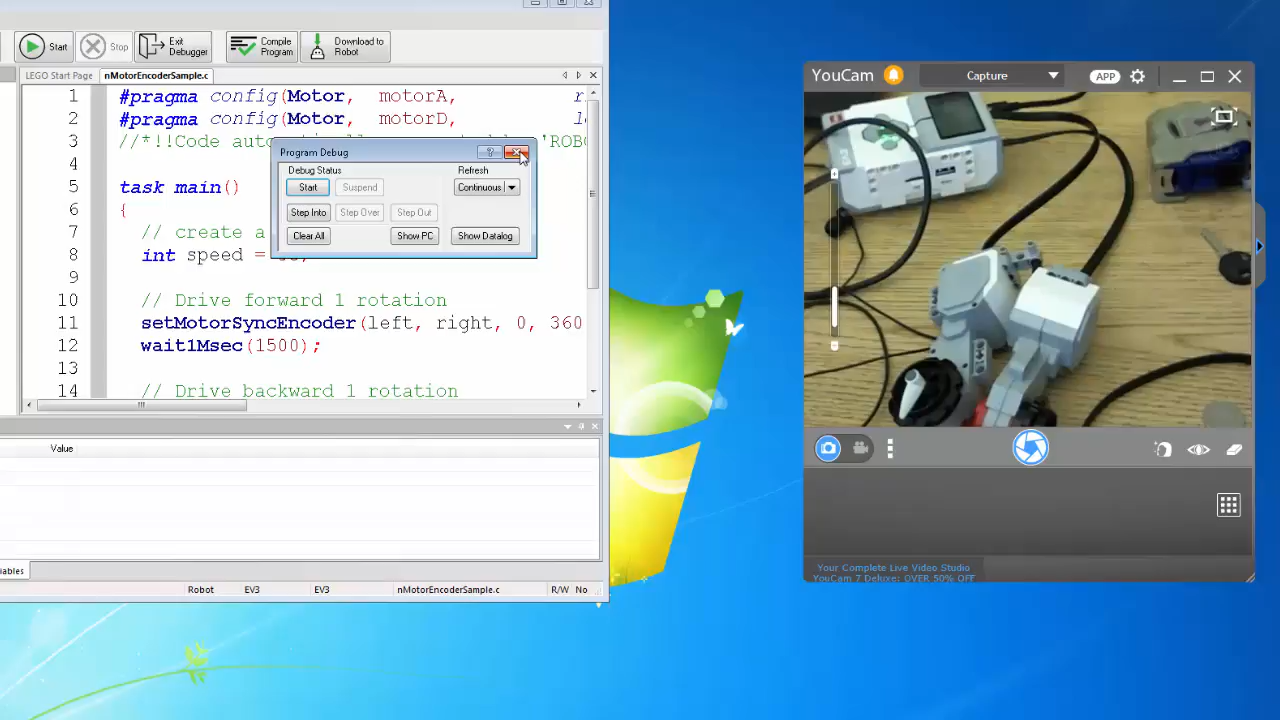 Start
Stop
Exit Debugger
Compile Program
Download to Robot
LEGO Start Page
nMotorEncoderSample.c
1 #pragma config(Motor, motorA,
2 #pragma config(Motor, motorD,
3 //*!!Code
4
5 task main()
6 {
7 // create a
8 int speed =
10 // Drive forward 1 rotation
11 setMotorSyncEncoder(left, right, 0, 360
12 wait1Msec(1500);
13
14 // Drive backward 1 rotation
Program Debug
Debug Status
Refresh
Start
Suspend
Continuous
Step Into
Step Over
Step Out
Clear All
Show PC
Show Datalog
Value
Robot
EV3
EV3
nMotorEncoderSample.c
R/W
No
YouCam
Capture
APP
Your Complete Live Video Studio
YouCam 7 Deluxe: OVER 50% OFF